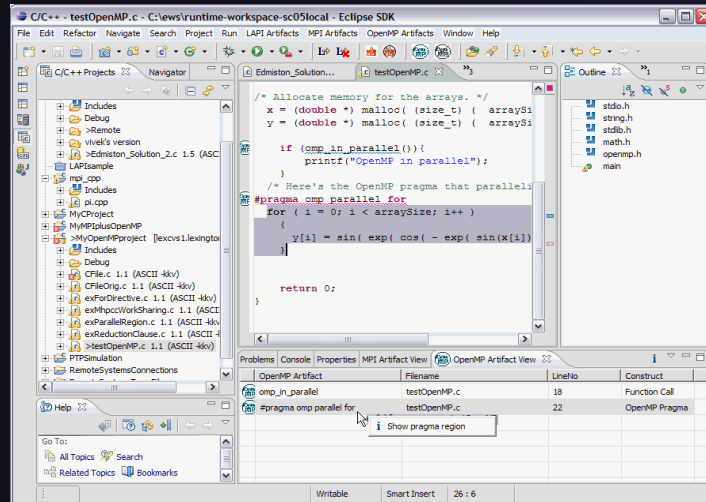 C/C++ - testOpenMP.c - C:\ews\runtime-workspace-sc05local - Eclipse SDK
File Edit Refactor Navigate Search Project Run LAPI Artifacts MPI Artifacts OpenMP Artifacts Window Help
C/C++ Projects Navigator
Includes
Debug
>Remote
vivek's version
>Edmiston_Solution_2.c 1.5 (ASC
LAPIsample
mpi_cpp
Includes
pi.cpp
MyCProject
MyMPIplusOpenMP
>MyOpenMPproject [lexcvs1.lexingto
Includes
Debug
CFile.c 1.1 (ASCII -kkv)
CFileOrig.c 1.1 (ASCII -kkv)
exForDirective.c 1.1 (ASCII -kkv)
exMhpccWorkSharing.c 1.1 (ASCI
exParallelRegion.c 1.1 (ASCII -kkv
exReductionClause.c 1.1 (ASCII -k
>testOpenMP.c 1.1 (ASCII -kkv)
PTPSimulation
RemoteSystemsConnections
Edmiston_Solution... testOpenMP.c »3
/* Allocate memory for the arrays. */
x = (double *) malloc( (size_t) ( arraySi
y = (double *) malloc( (size_t) ( arraySi
if (omp_in_parallel()){
printf("OpenMP in parallel");
}
/* Here's the OpenMP pragma that paralleli
#pragma omp parallel for
for ( i = 0; i < arraySize; i++ )
{
y[i] = sin( exp( cos( - exp( sin(x[i])
}
return 0;
}
Outline »1
stdio.h
string.h
stdlib.h
math.h
openmp.h
main
Help
Go To:
All Topics Search
Related Topics Bookmarks
Problems Console Properties MPI Artifact View OpenMP Artifact View
OpenMP Artifact Filename LineNo Construct
omp_in_parallel testOpenMP.c 18 Function Call
#pragma omp parallel for testOpenMP.c 22 OpenMP Pragma
Show pragma region
Writable Smart Insert 26 : 6